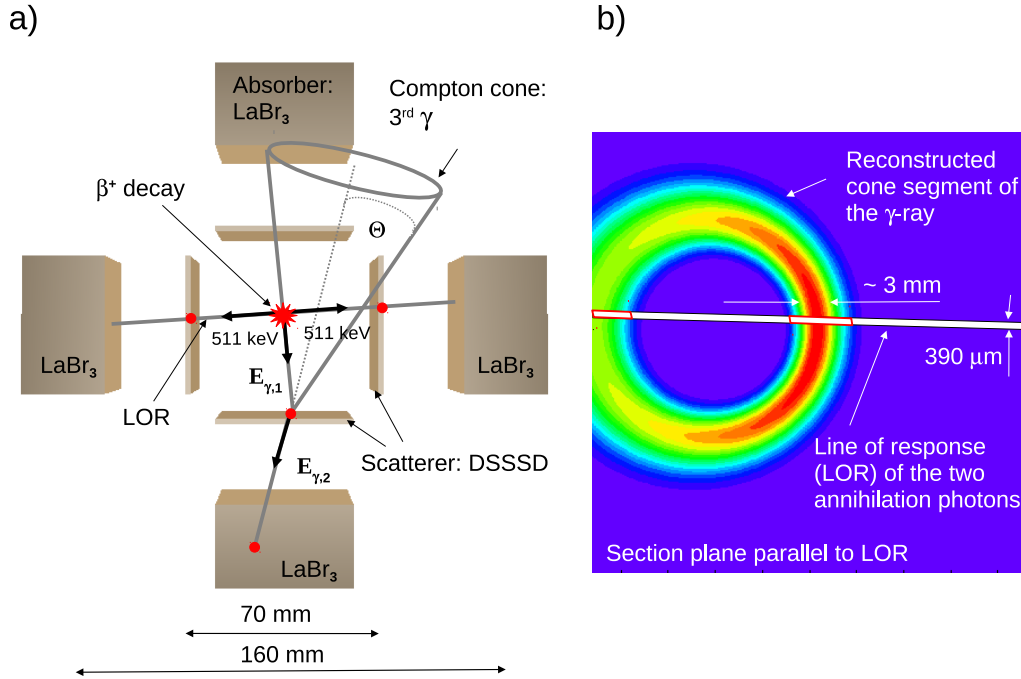 a)
Absorber:
LaBr₃
Compton cone:
3ʳᵈ γ
β⁺ decay
Θ
511 keV
511 keV
LaBr₃
LaBr₃
E_γ,1
LOR
Scatterer: DSSSD
E_γ,2
LaBr₃
70 mm
160 mm
b)
Reconstructed
cone segment of
the γ-ray
~ 3 mm
390 μm
Line of response
(LOR) of the two
annihilation photons
Section plane parallel to LOR